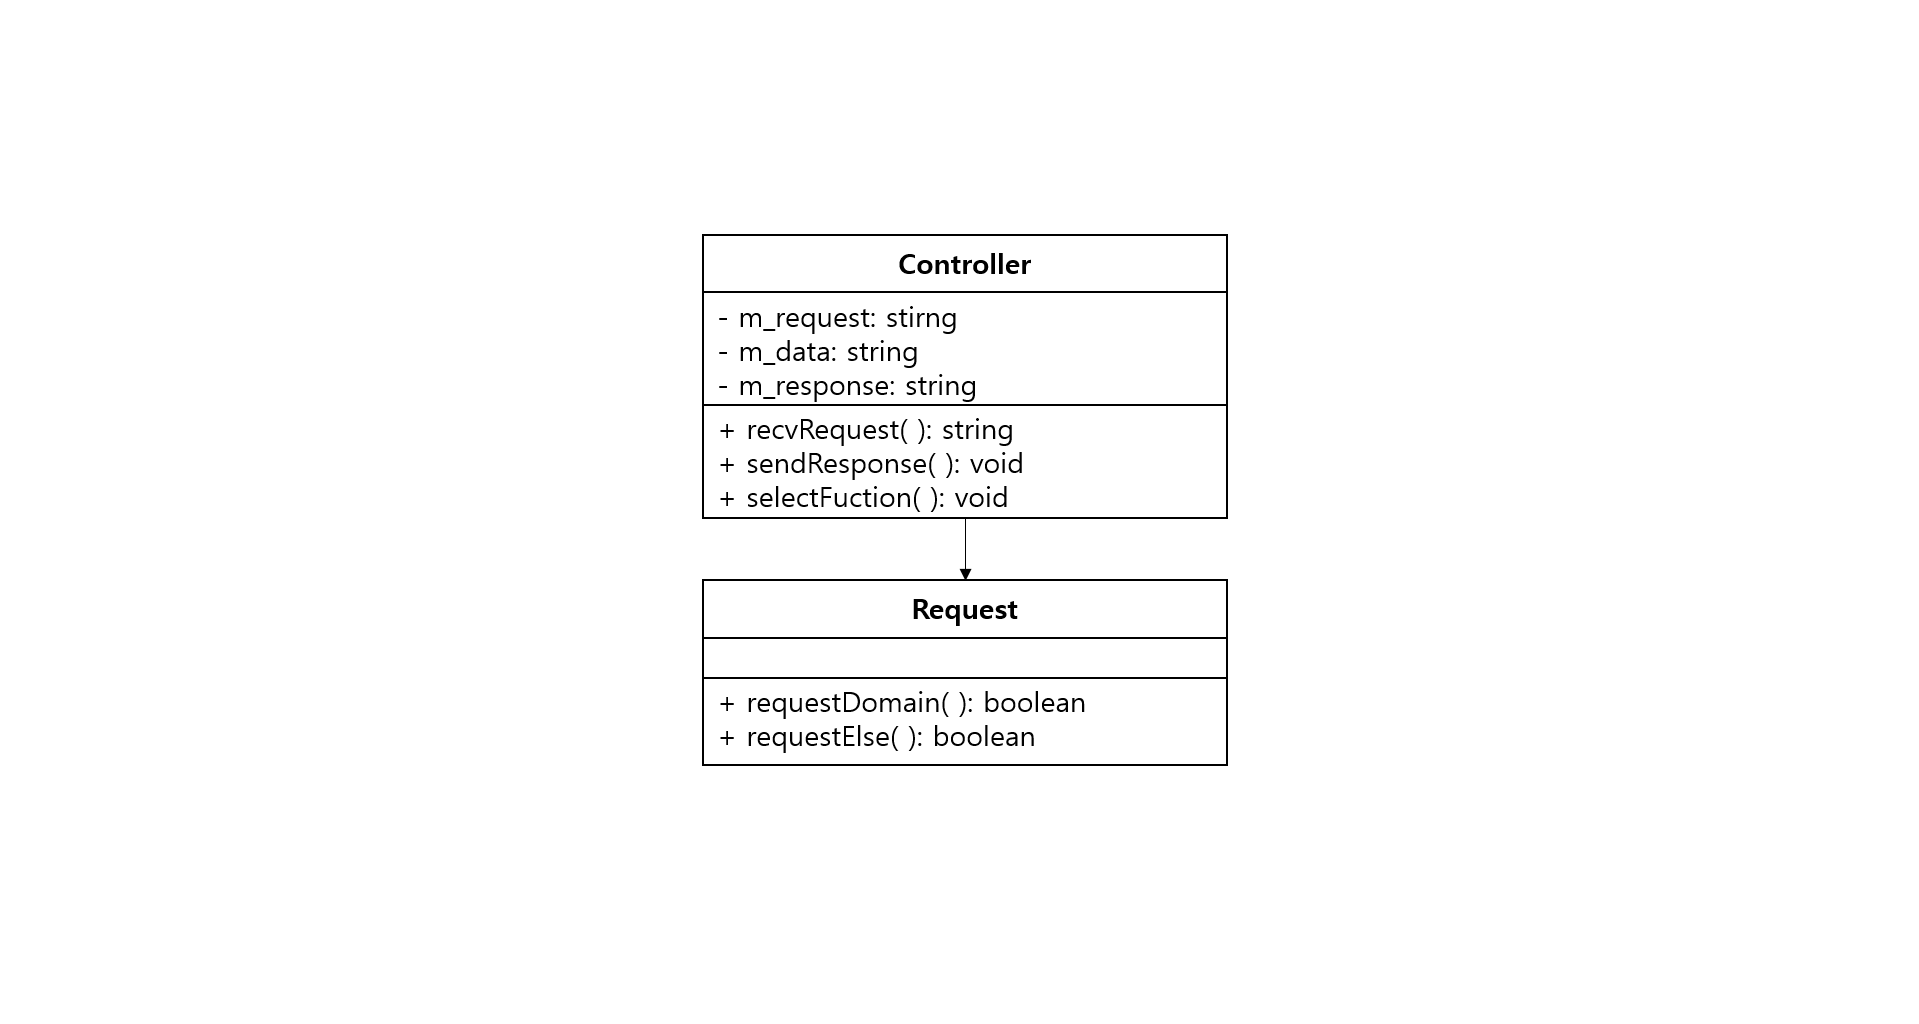 Controller
- m_request: stirng
- m_data: string
- m_response: string
+ recvRequest( ): string
+ sendResponse( ): void
+ selectFuction( ): void
Request
+ requestDomain( ): boolean
+ requestElse( ): boolean